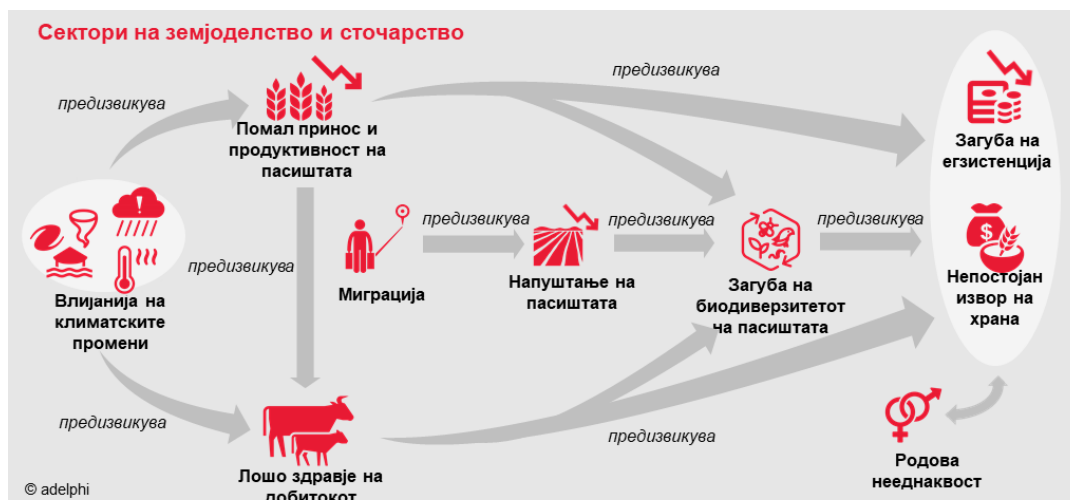 Сектори на земјоделство и сточарство
предизвикува
предизвикува
Помал принос и
продуктивност на
пасиштата
Загуба на
егзистенција
предизвикува
предизвикува
предизвикува
предизвикува
Миграција
Напуштање на
пасиштата
Загуба на
биодиверзитетот
на пасиштата
Непостојан
извор на
храна
Влијанија на
климатските
промени
предизвикува
предизвикува
Лошо здравје на
добитокот
Родова
нееднаквост
© adelphi
$